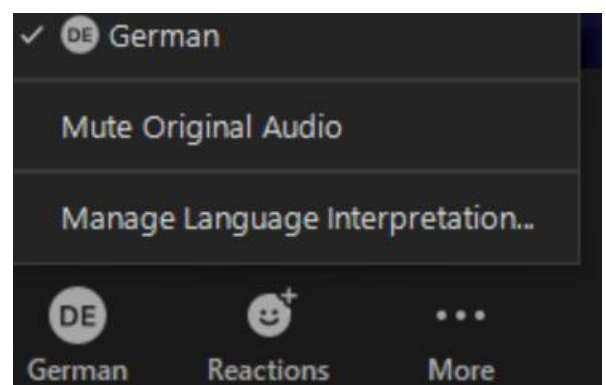 DE German
Mute Original Audio
Manage Language Interpretation...
DE
German Reactions More